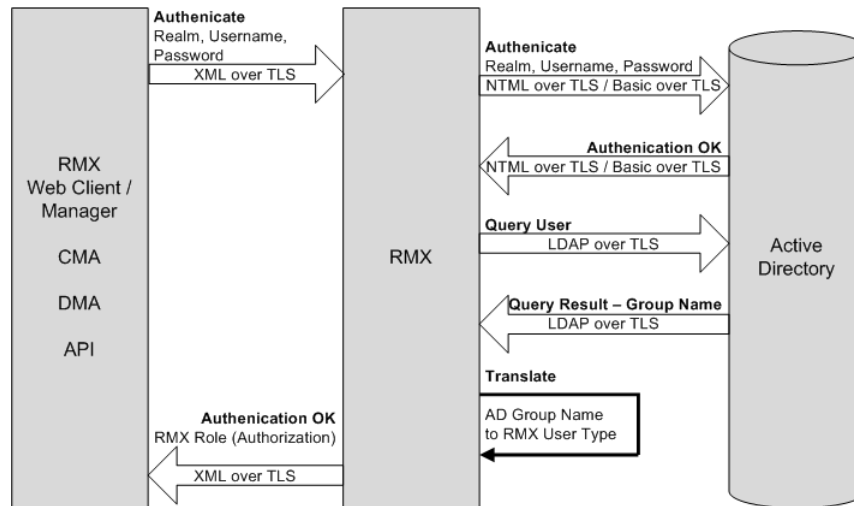 Authenicate
Realm, Username,
Password
XML over TLS
Authenicate
Realm, Username, Password
NTML over TLS / Basic over TLS
Authenication OK
NTML over TLS / Basic over TLS
RMX
Web Client /
Manager
CMA
DMA
API
RMX
Query User
LDAP over TLS
Active
Directory
Query Result – Group Name
LDAP over TLS
Translate
AD Group Name
to RMX User Type
Authenication OK
RMX Role (Authorization)
XML over TLS